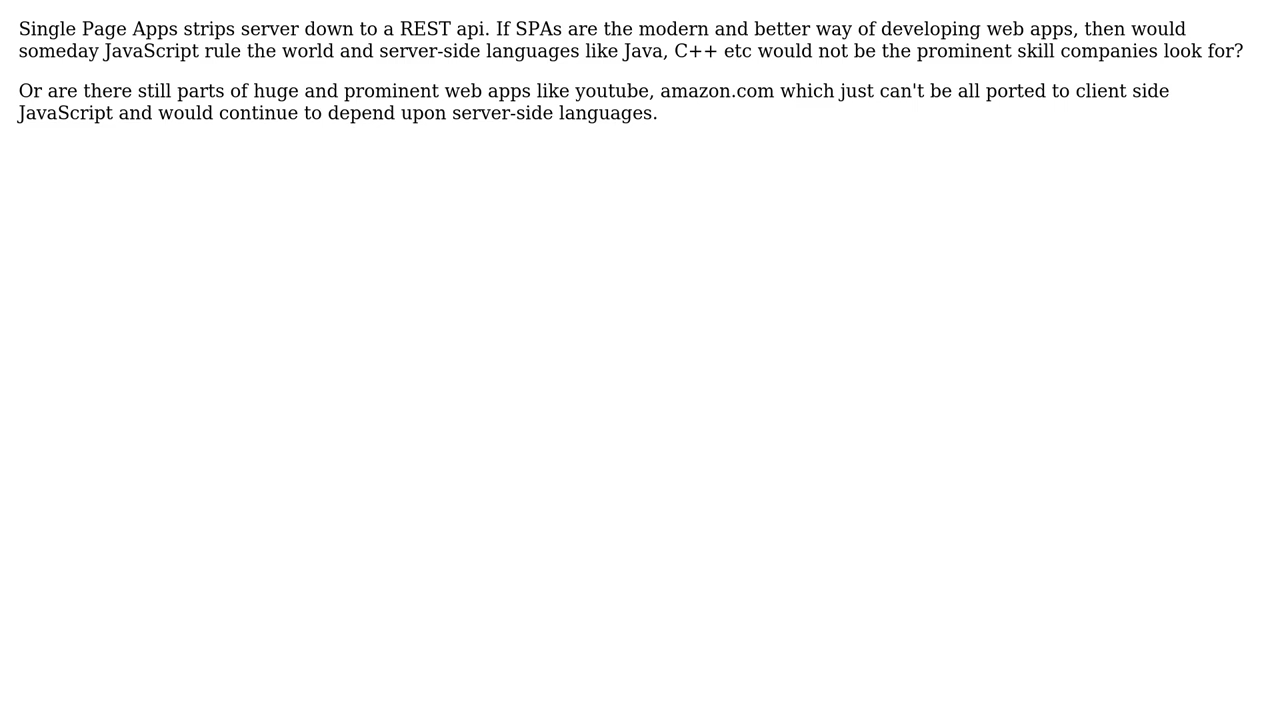 Single Page Apps strips server down to a REST api. If SPAs are the modern and better way of developing web apps, then would
someday JavaScript rule the world and server-side languages like Java, C++ etc would not be the prominent skill companies look for?
Or are there still parts of huge and prominent web apps like youtube, amazon.com which just can't be all ported to client side
JavaScript and would continue to depend upon server-side languages.